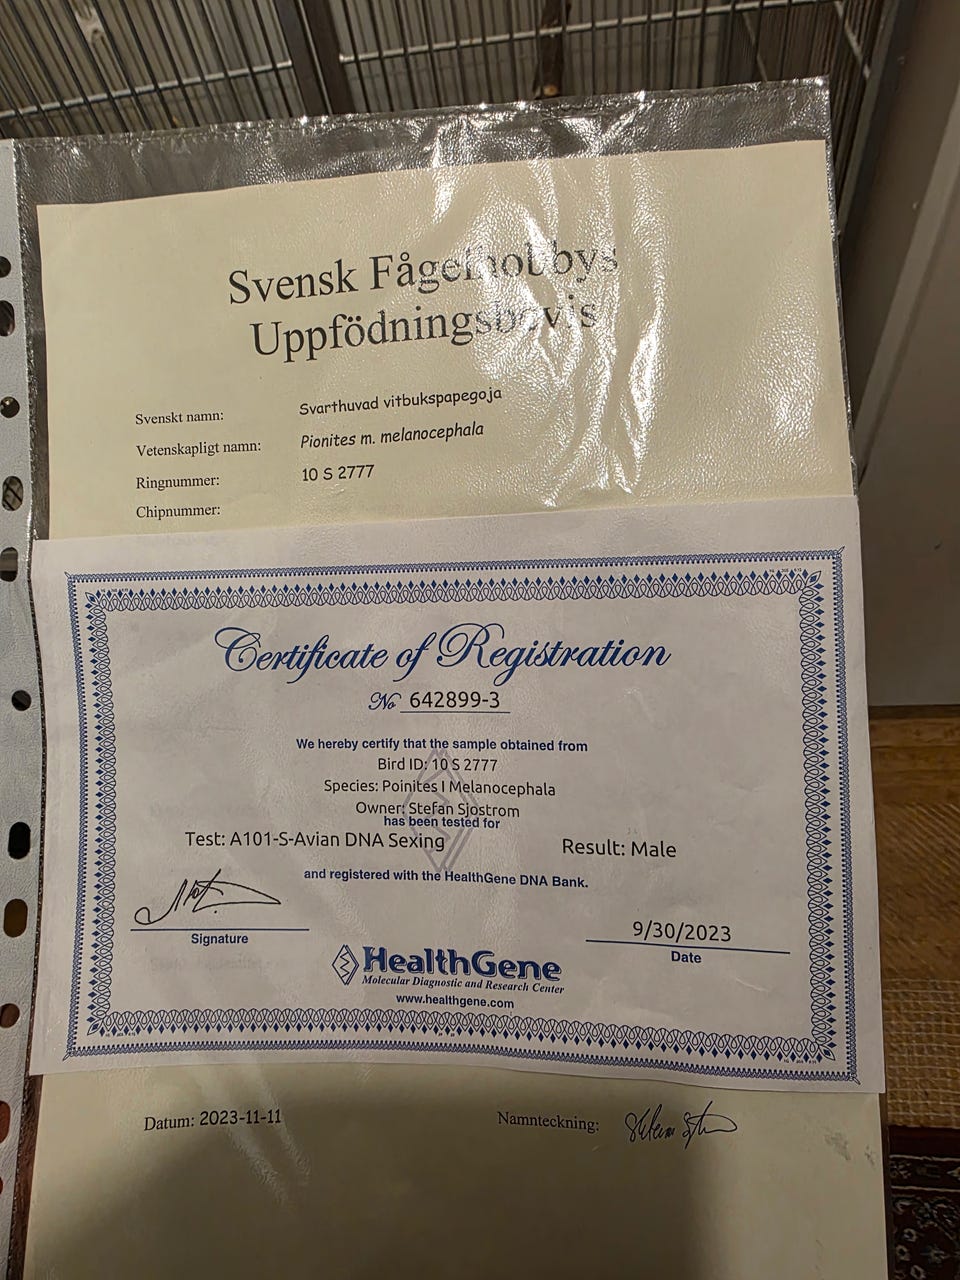 Svensk Fågelhobbys
Uppfödningsbevis
Svenskt namn: Svarthuvad vitbukspapegoja
Vetenskapligt namn: Pionites m. melanocephala
Ringnummer: 10 S 2777
Chipnummer:
Certificate of Registration
No 642899-3
We hereby certify that the sample obtained from
Bird ID: 10 S 2777
Species: Poinites l Melanocephala
Owner: Stefan Sjostrom
has been tested for
Test: A101-S-Avian DNA Sexing Result: Male
and registered with the HealthGene DNA Bank.
9/30/2023
Signature Date
HealthGene
Molecular Diagnostic and Research Center
www.healthgene.com
Datum: 2023-11-11 Namnteckning: